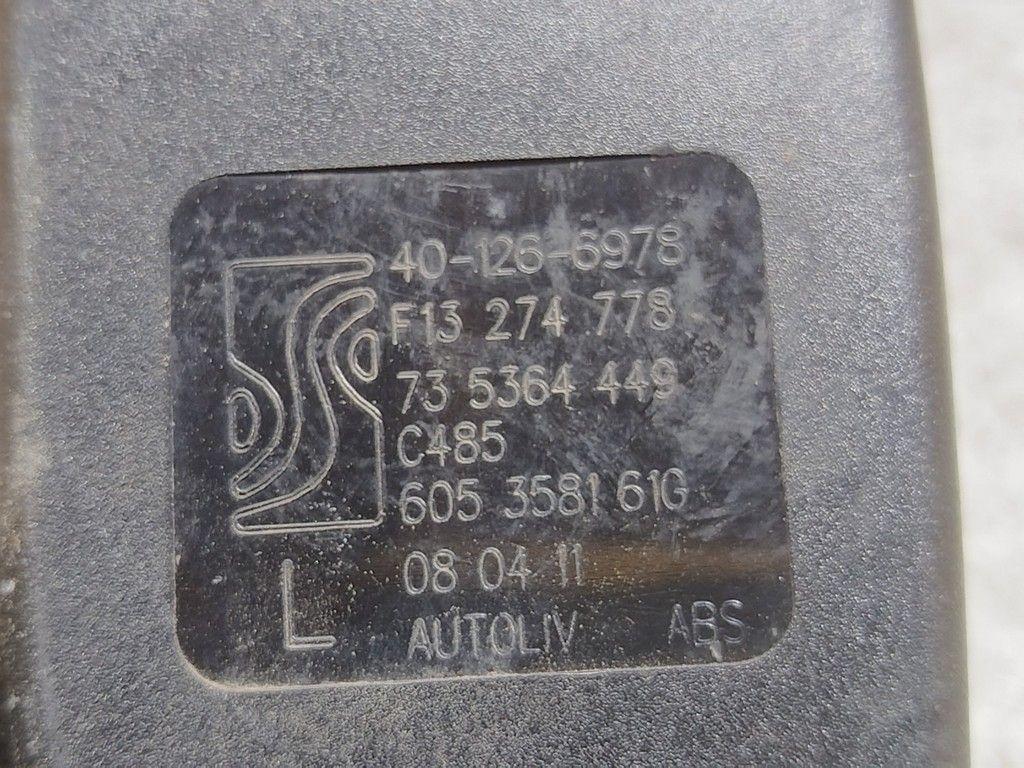 40-126-6978
F13 274 778
73 5364 449
C485
605 3581 61G
08 04 11
L
AUTOLIV ABS